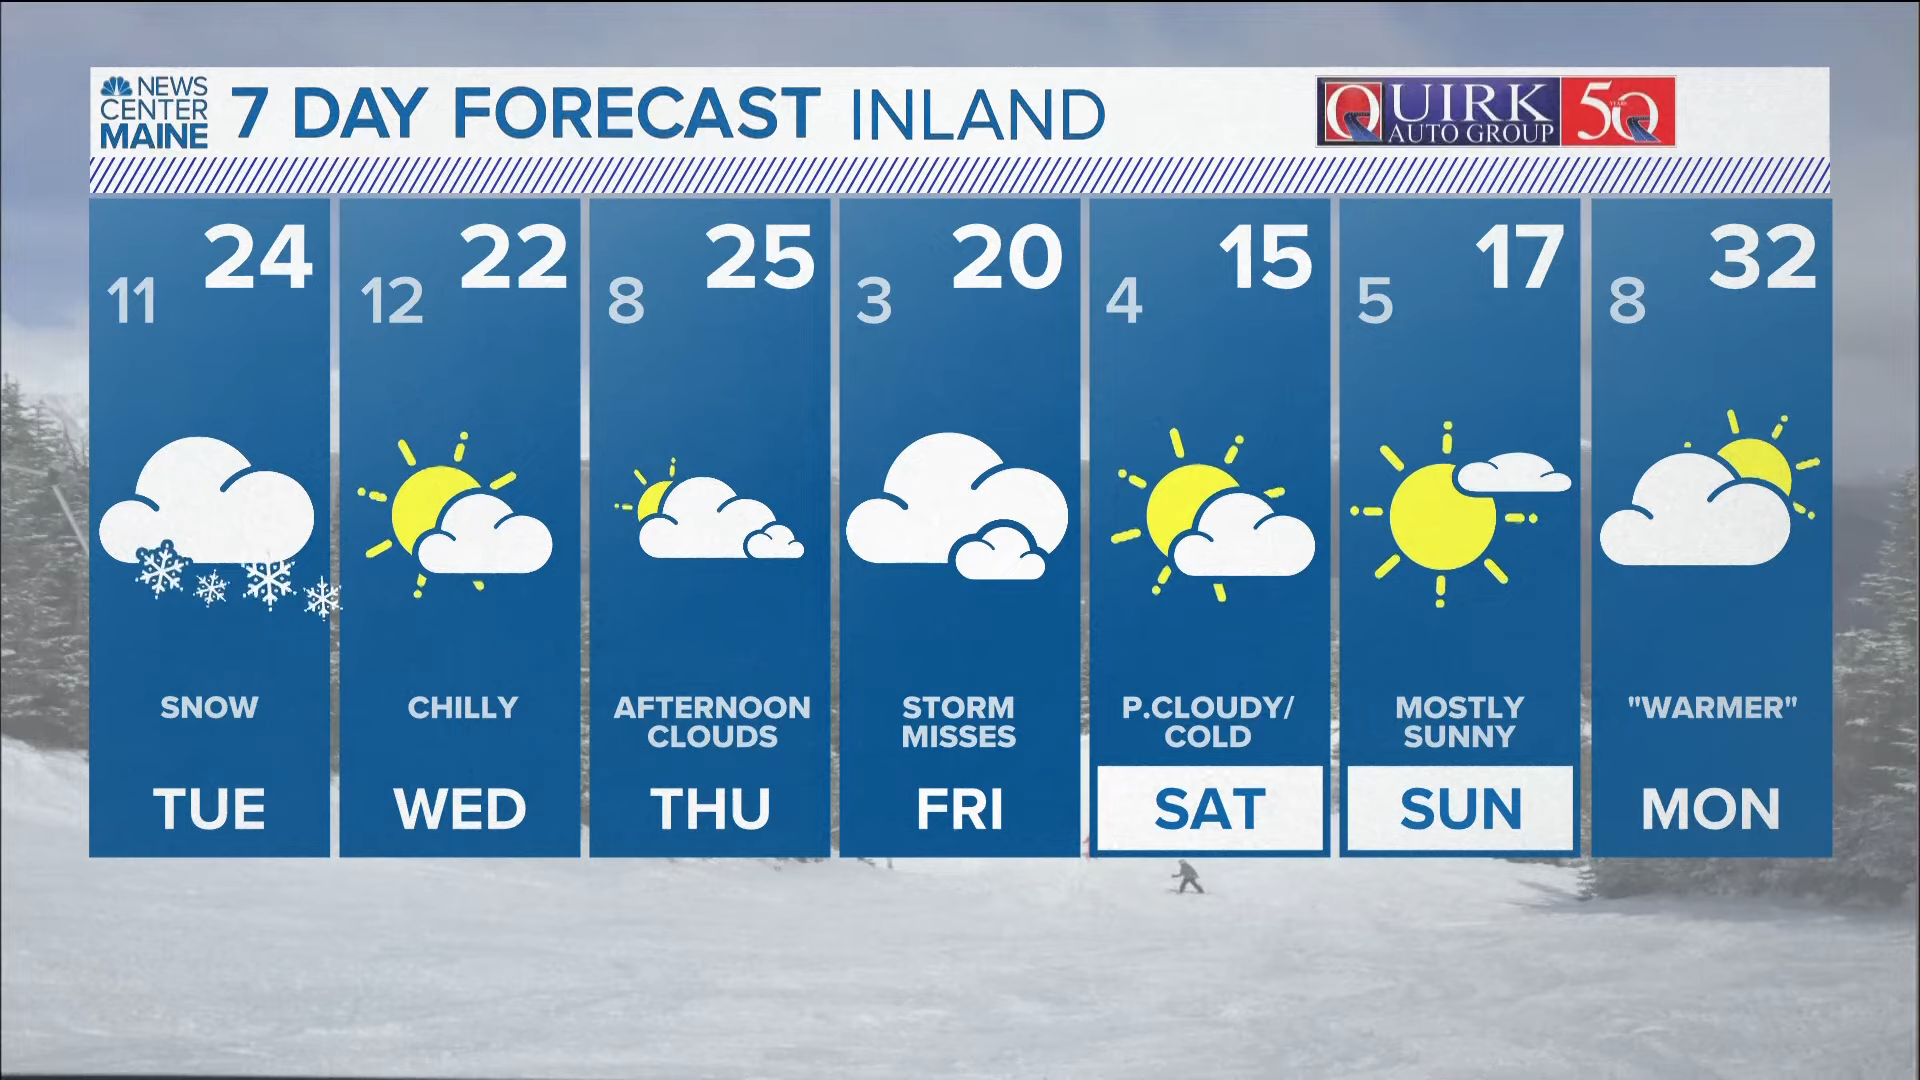 NEWS
CENTER
MAINE
7 DAY FORECAST INLAND
QUIRK
AUTO GROUP
50
YEARS
11 24
SNOW
TUE
12 22
CHILLY
WED
8 25
AFTERNOON
CLOUDS
THU
3 20
STORM
MISSES
FRI
4 15
P.CLOUDY/
COLD
SAT
5 17
MOSTLY
SUNNY
SUN
8 32
"WARMER"
MON